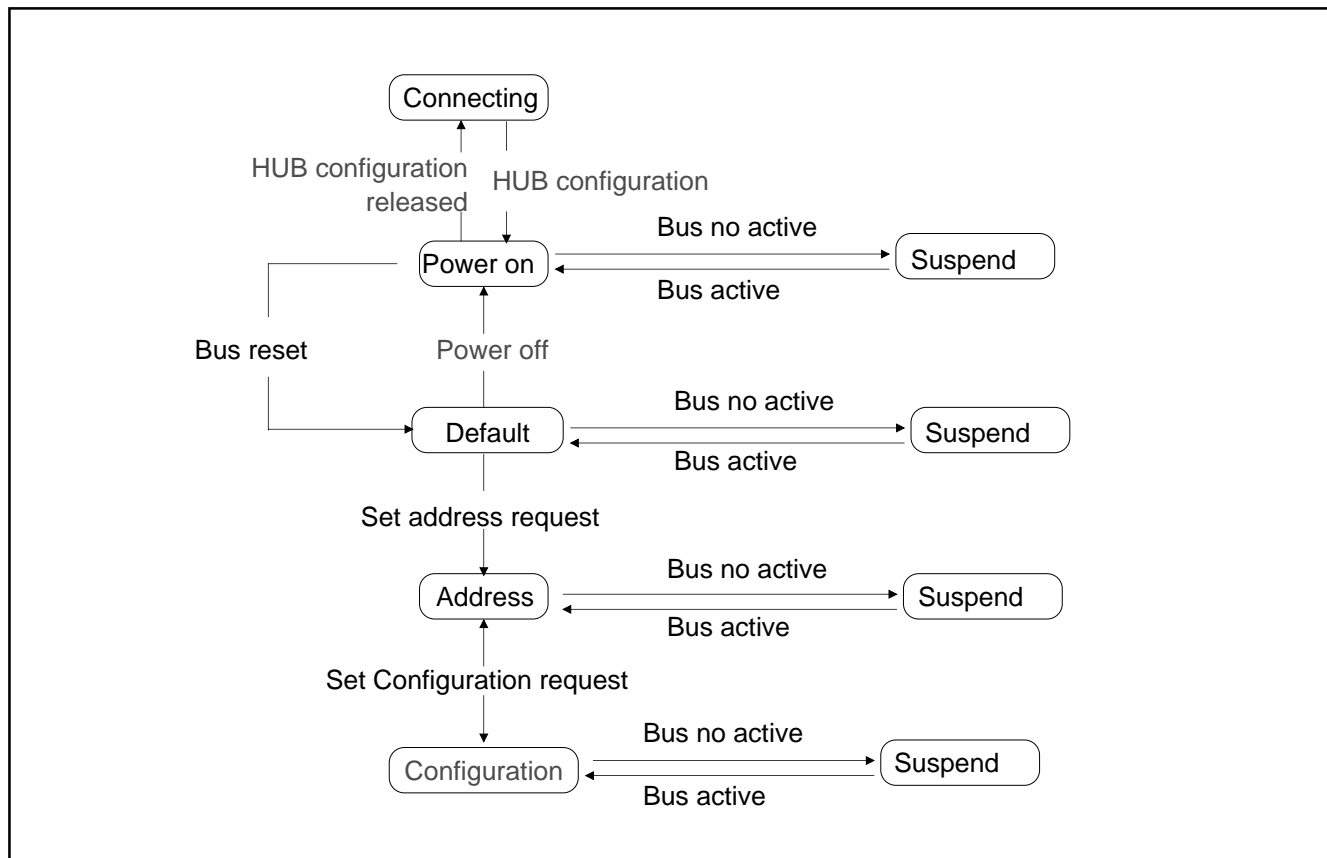 Connecting
HUB configuration
released
HUB configuration
Bus no active
Power on
Suspend
Bus active
Bus reset
Power off
Bus no active
Default
Suspend
Bus active
Set address request
Bus no active
Address
Suspend
Bus active
Set Configuration request
Bus no active
Configuration
Suspend
Bus active